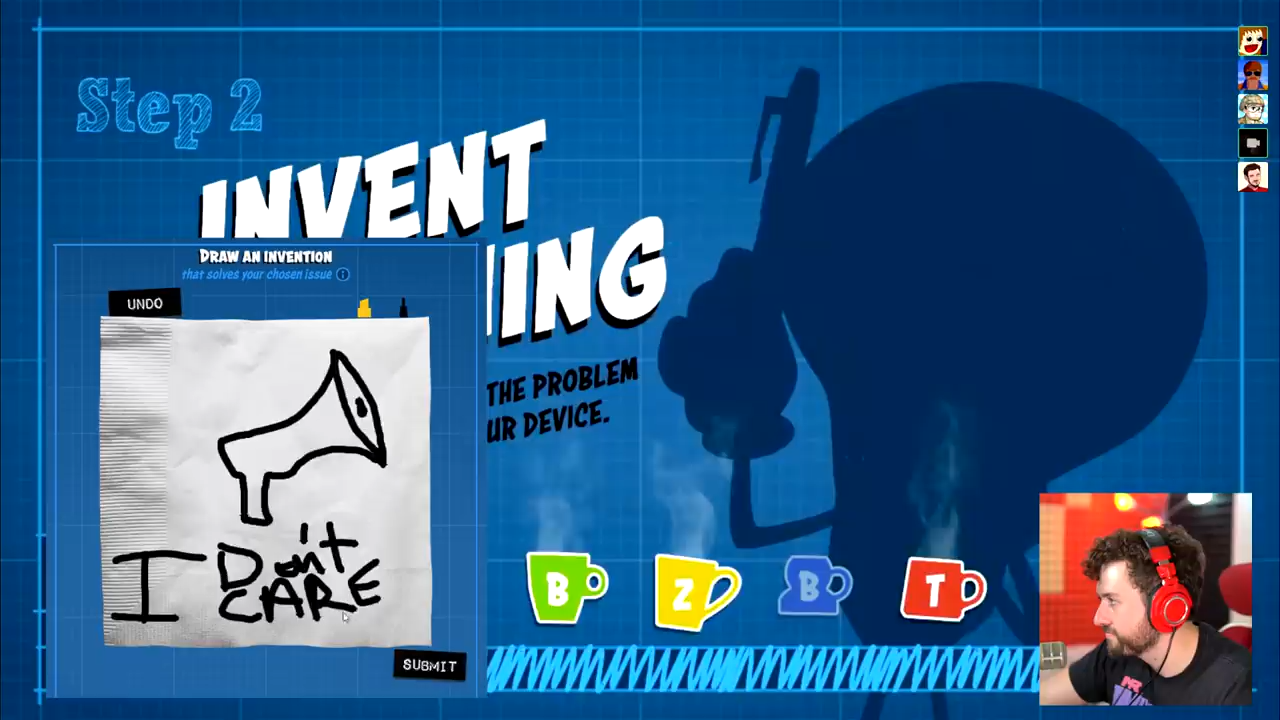 Step 2
INVENT
ING
DRAW AN INVENTION
that solves your chosen issue
UNDO
THE PROBLEM
UR DEVICE.
I Don't
CARE
B
Z
B
T
SUBMIT